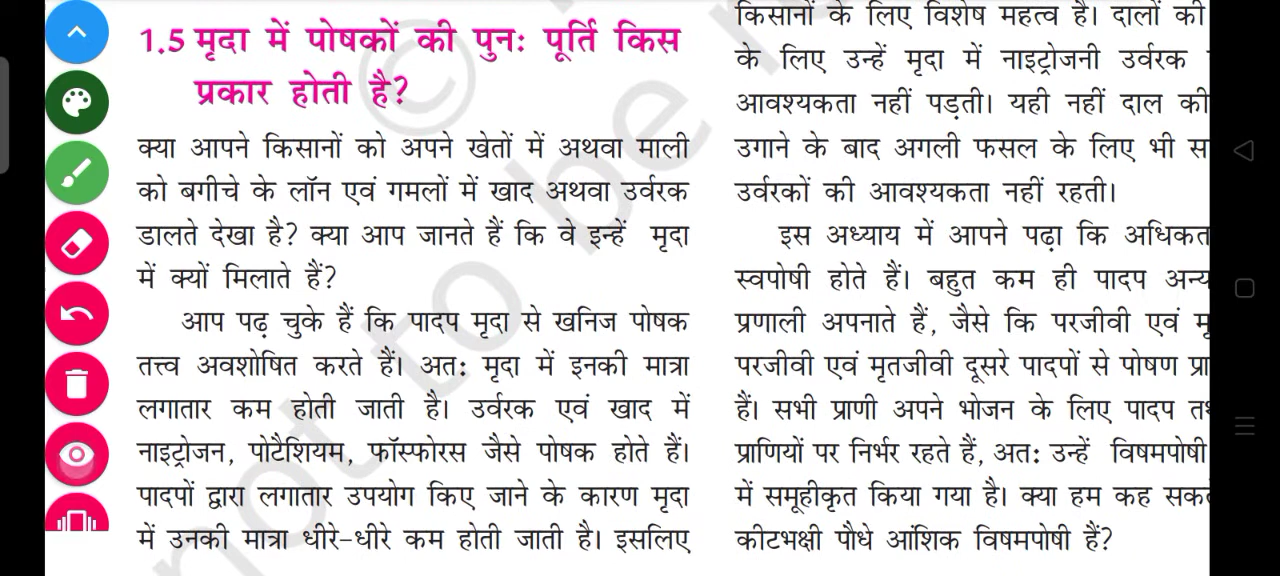 1.5 मृदा में पोषकों की पुनः पूर्ति किस
प्रकार होती है?
क्या आपने किसानों को अपने खेतों में अथवा माली
को बगीचे के लॉन एवं गमलों में खाद अथवा उर्वरक
डालते देखा है? क्या आप जानते हैं कि वे इन्हें मृदा
में क्यों मिलाते हैं?
आप पढ़ चुके हैं कि पादप मृदा से खनिज पोषक
तत्त्व अवशोषित करते हैं। अतः मृदा में इनकी मात्रा
लगातार कम होती जाती है। उर्वरक एवं खाद में
नाइट्रोजन, पोटैशियम, फॉस्फोरस जैसे पोषक होते हैं।
पादपों द्वारा लगातार उपयोग किए जाने के कारण मृदा
में उनकी मात्रा धीरे-धीरे कम होती जाती है। इसलिए
किसानों के लिए विशेष महत्व है। दालों की
के लिए उन्हें मृदा में नाइट्रोजनी उर्वरक
आवश्यकता नहीं पड़ती। यही नहीं दाल की
उगाने के बाद अगली फसल के लिए भी
उर्वरकों की आवश्यकता नहीं रहती।
इस अध्याय में आपने पढ़ा कि
स्वपोषी होते हैं। बहुत कम ही पादप
प्रणाली अपनाते हैं, जैसे कि परजीवी एवं
परजीवी एवं मृतजीवी दूसरे पादपों से पोषण
हैं। सभी प्राणी अपने भोजन के लिए पादप
प्राणियों पर निर्भर रहते हैं, अतः उन्हें विषमपोषी
में समूहीकृत किया गया है। क्या हम कह
कीटभक्षी पौधे आंशिक विषमपोषी हैं?
© not to be